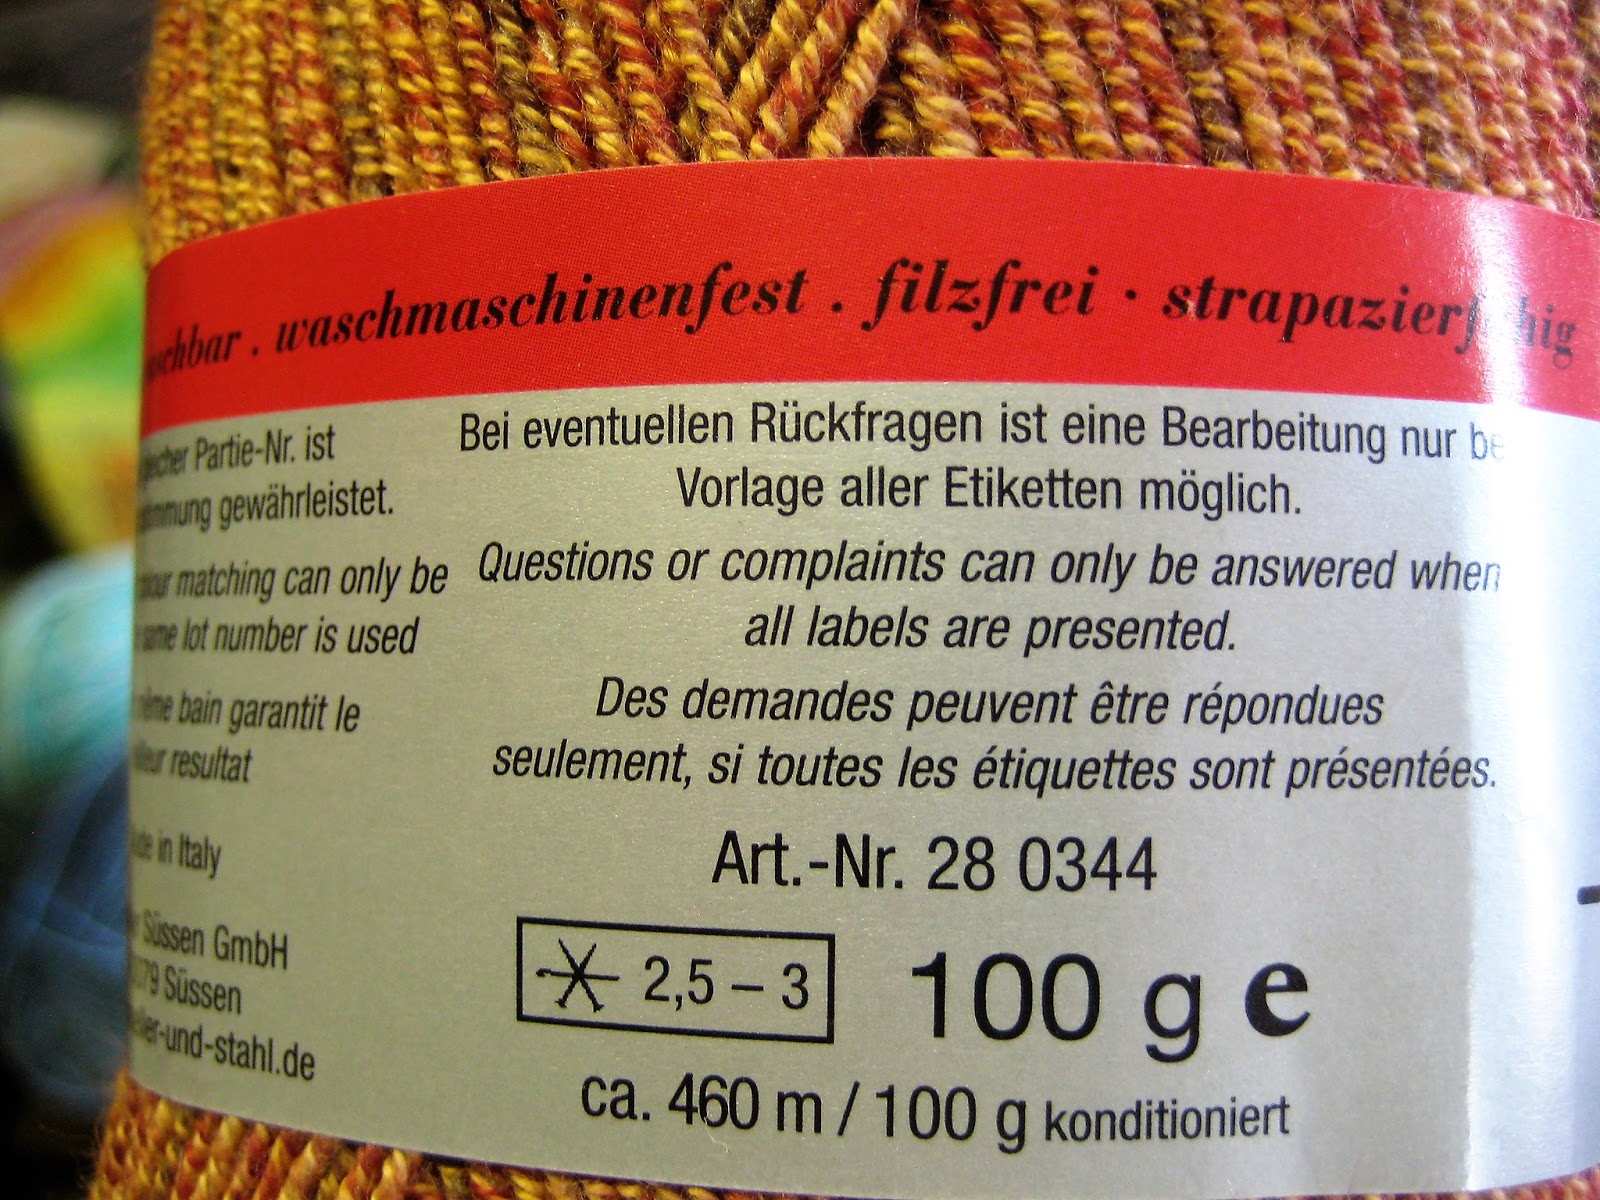 . waschmaschinenfest . filzfrei · strapazierfähig
Partie-Nr. ist
gewährleistet.
matching can only be
same lot number is used
bain garantit le
resultat
in Italy
Süssen GmbH
Süssen
-und-stahl.de
Bei eventuellen Rückfragen ist eine Bearbeitung nur
Vorlage aller Etiketten möglich.
Questions or complaints can only be answered when
all labels are presented.
Des demandes peuvent être répondues
seulement, si toutes les étiquettes sont présentées.
Art.-Nr. 28 0344
2,5 – 3
100 g e
ca. 460 m / 100 g konditioniert